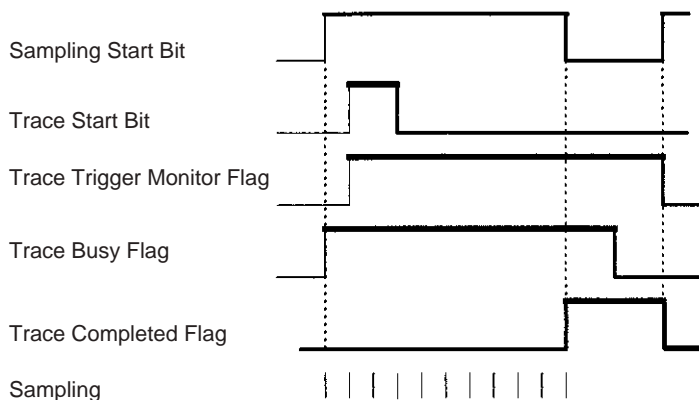 Sampling Start Bit
Trace Start Bit
Trace Trigger Monitor Flag
Trace Busy Flag
Trace Completed Flag
Sampling